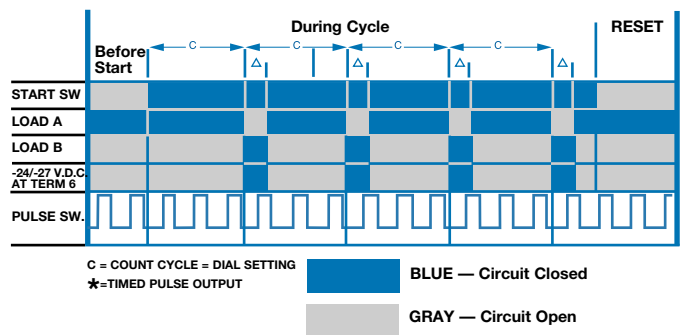 During Cycle
RESET
Before
Start
C
C
C
C
△
△
△
△
START SW
LOAD A
LOAD B
-24/-27 V.D.C.
AT TERM 6
PULSE SW.
C = COUNT CYCLE = DIAL SETTING
*=TIMED PULSE OUTPUT
BLUE — Circuit Closed
GRAY — Circuit Open